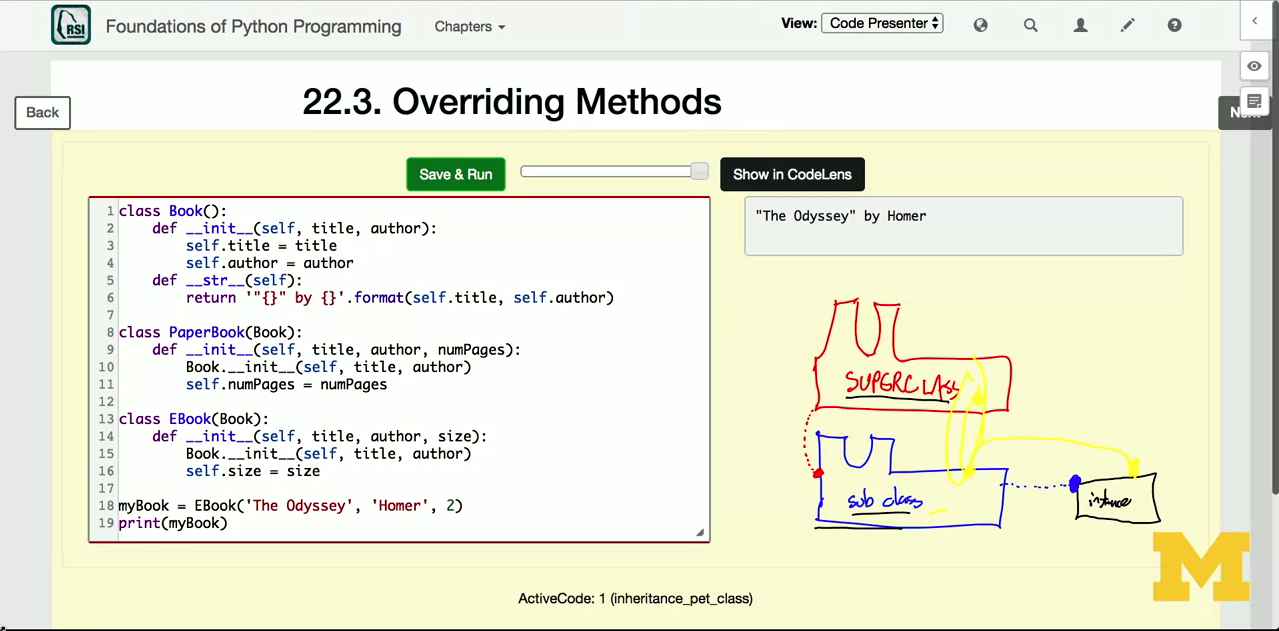 RSI
Foundations of Python Programming
Chapters
View:
Code Presenter
Back
22.3. Overriding Methods
Save & Run
Show in CodeLens
1 class Book():
2     def __init__(self, title, author):
3         self.title = title
4         self.author = author
5     def __str__(self):
6         return '"{}" by {}'.format(self.title, self.author)
7
8 class PaperBook(Book):
9     def __init__(self, title, author, numPages):
10         Book.__init__(self, title, author)
11         self.numPages = numPages
12
13 class EBook(Book):
14     def __init__(self, title, author, size):
15         Book.__init__(self, title, author)
16         self.size = size
17
18 myBook = EBook('The Odyssey', 'Homer', 2)
19 print(myBook)
"The Odyssey" by Homer
SUPERCLASS
sub class
instance
M
ActiveCode: 1 (inheritance_pet_class)